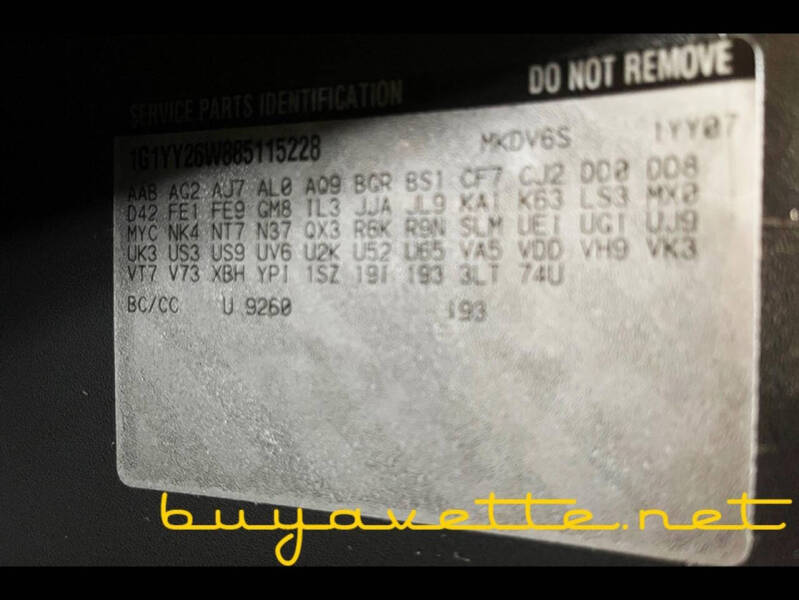 DO NOT REMOVE
SERVICE PARTS IDENTIFICATION
1G1YY26W885115228 MKDV6S 1YY07
AAB AG2 AJ7 AL0 AQ9 BGR BS1 CF7 CJ2 DD0 DD8
D42 FE1 FE9 GM8 IL3 JJA JL9 KA1 K63 LS3 MX0
MYC NK4 NT7 N37 QX3 R6K R9N SLM UE1 UG1 UJ9
UK3 US3 US9 UV6 U2K U52 U65 VA5 VDD VH9 VK3
VT7 V73 XBH YP1 1SZ 19I 193 3LT 74U
BC/CC U 9260 193
buyavette.net